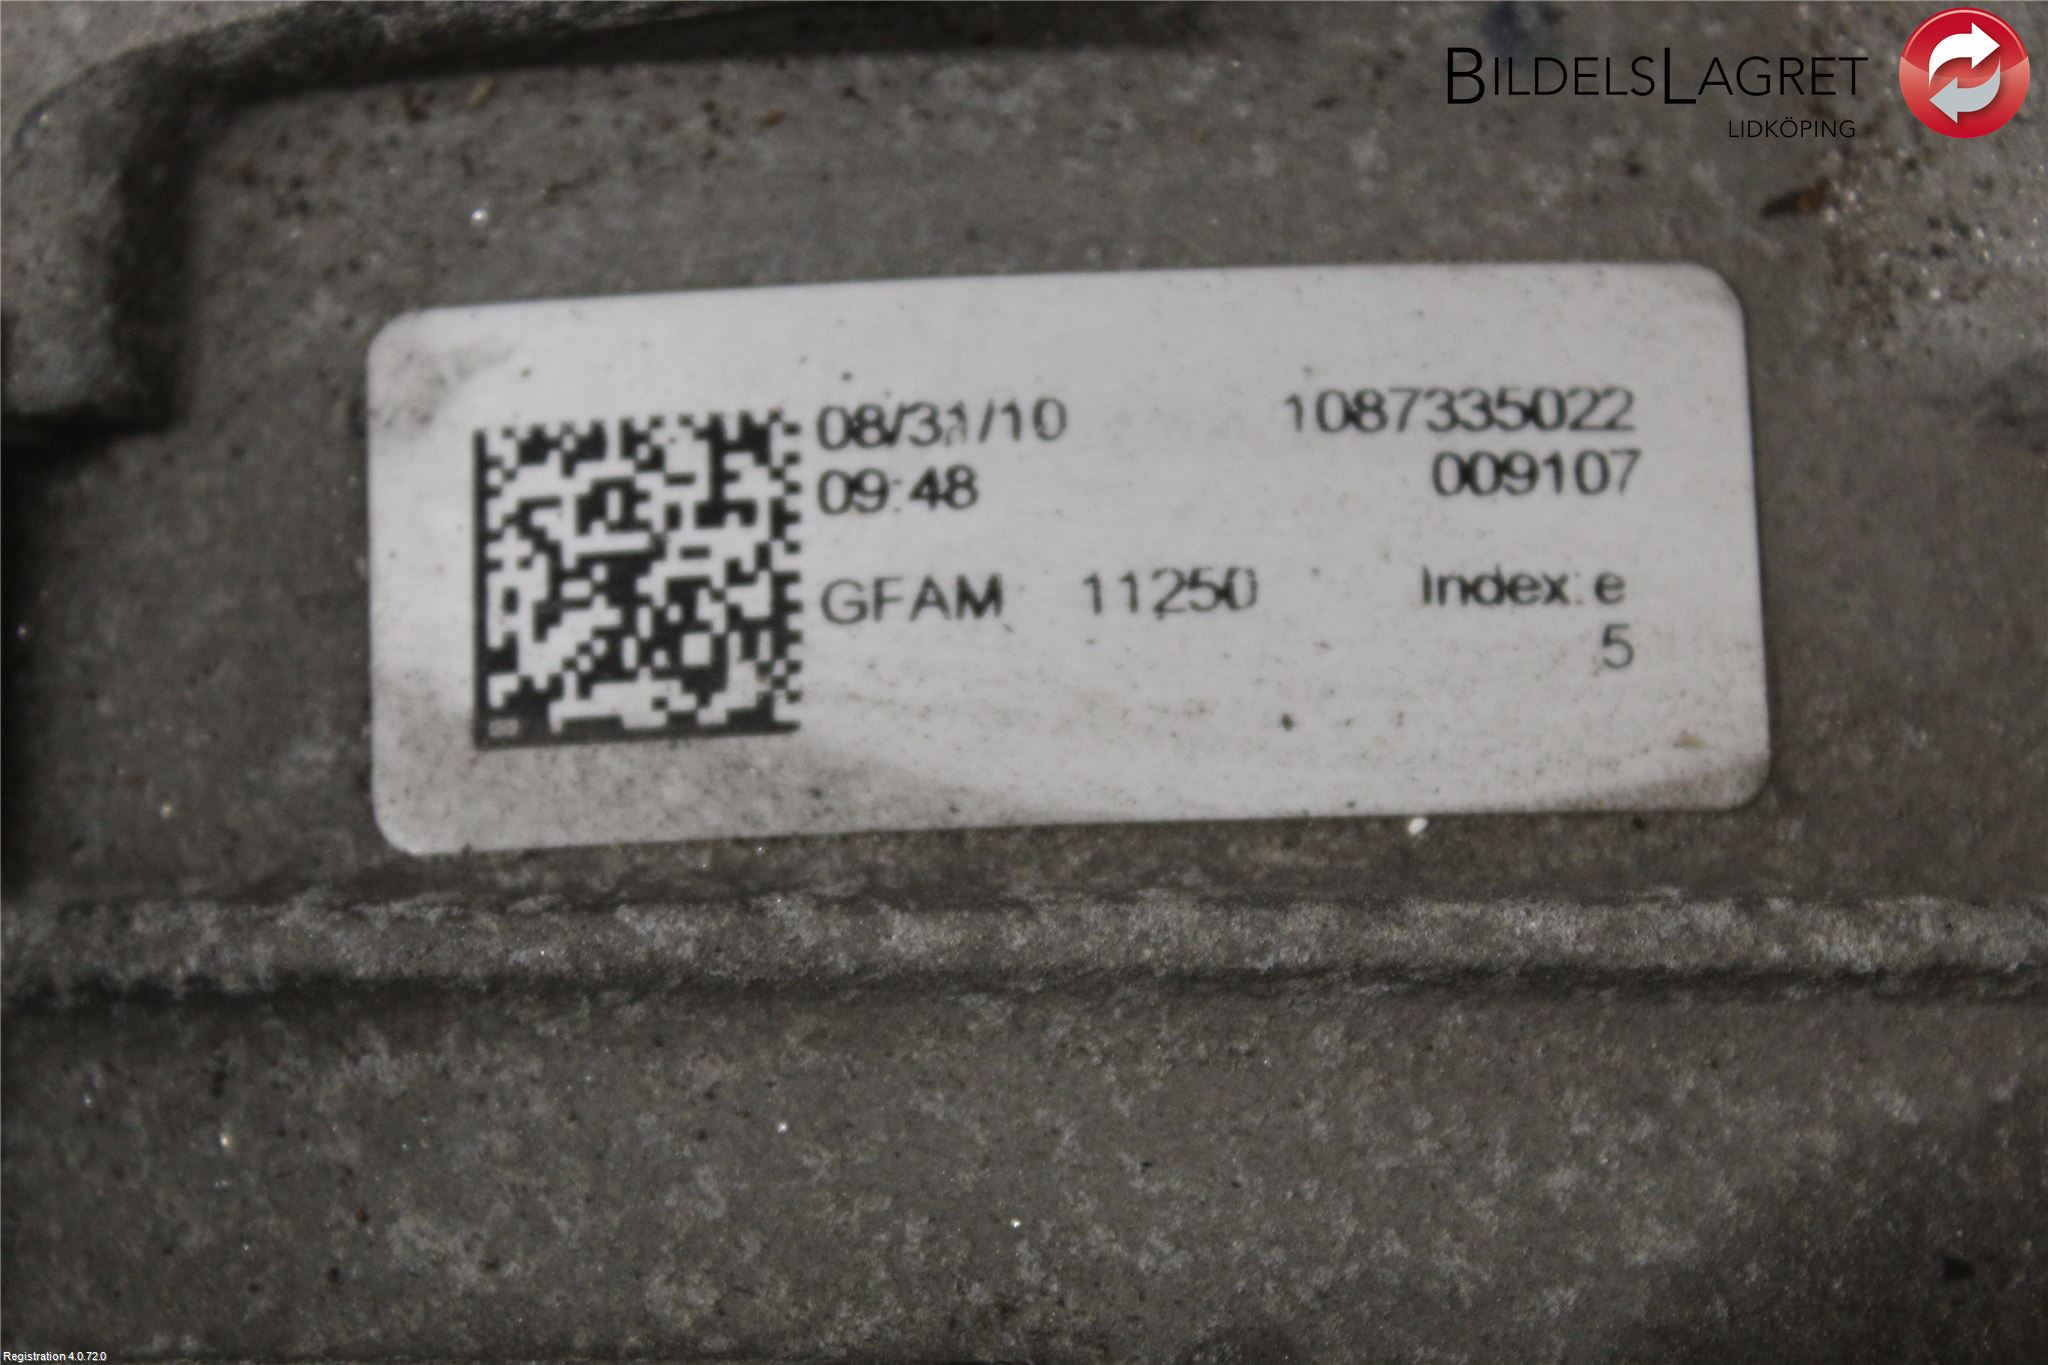 BILDELSLAGRET
LIDKÖPING
08/31/10 1087335022
09:48 009107
GFAM 11250 Index: e
5
Registration 4.0.72.0